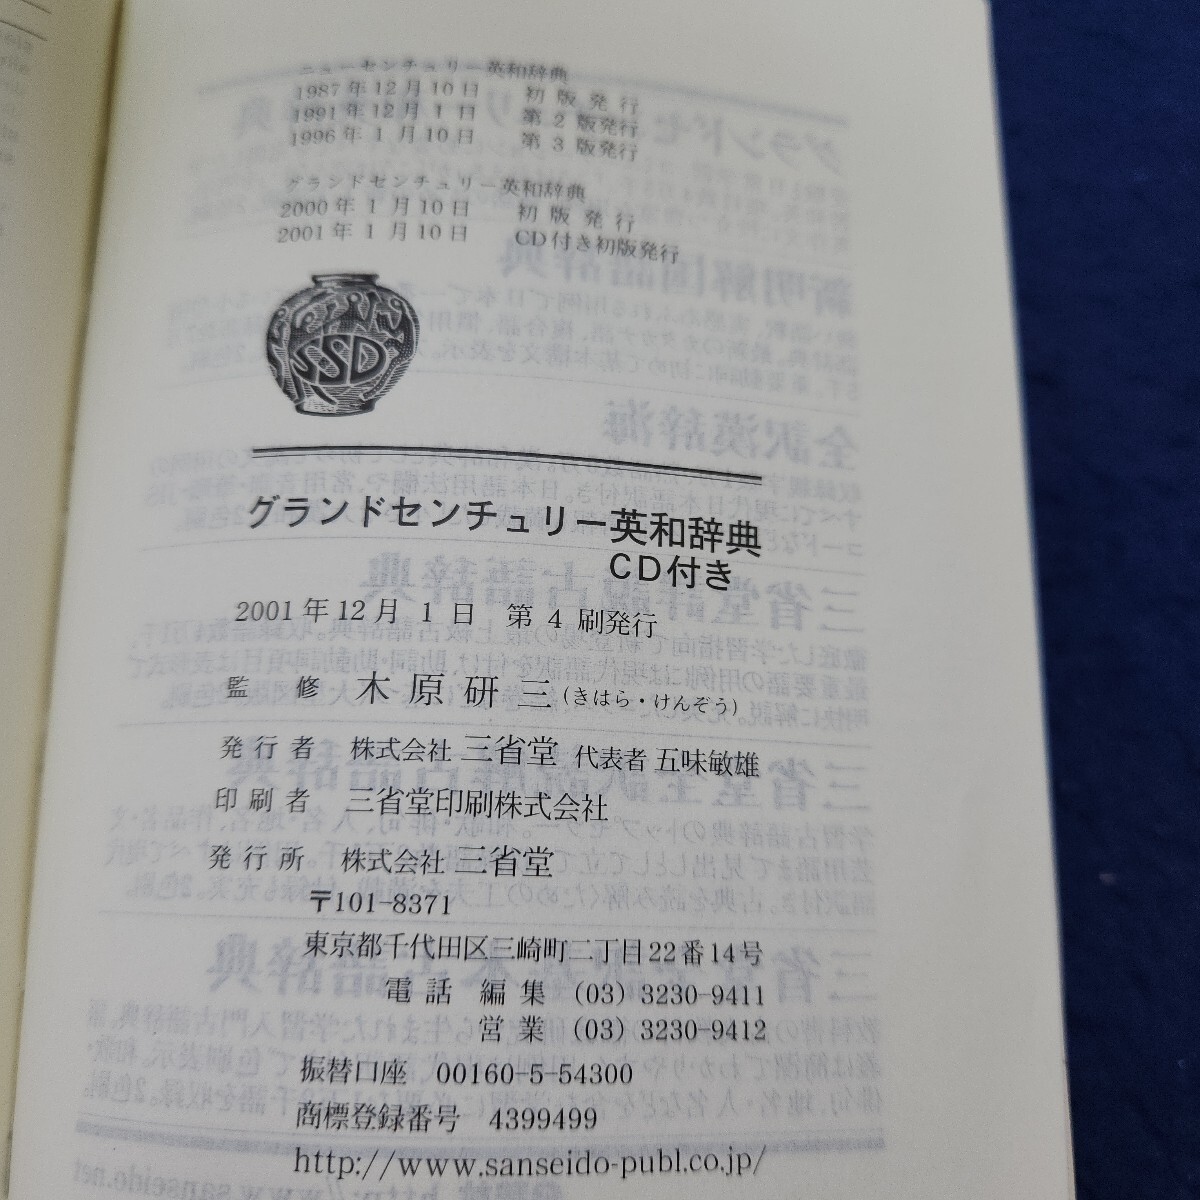 ニューセンチュリー英和辞典
1987年12月10日 初版発行
1991年12月1日 第2版発行
1996年1月10日 第3版発行
グランドセンチュリー英和辞典
2000年1月10日 初版発行
2001年1月10日 CD付き初版発行
SSD
グランドセンチュリー英和辞典
CD付き
2001年12月1日 第4刷発行
監修 木原研三(きはら・けんぞう)
発行者 株式会社 三省堂 代表者 五味敏雄
印刷者 三省堂印刷株式会社
発行所 株式会社 三省堂
〒101-8371
東京都千代田区三崎町二丁目22番14号
電話 編集 (03) 3230-9411
営業 (03) 3230-9412
振替口座 00160-5-54300
商標登録番号 4399499
http://www.sanseido-publ.co.jp/